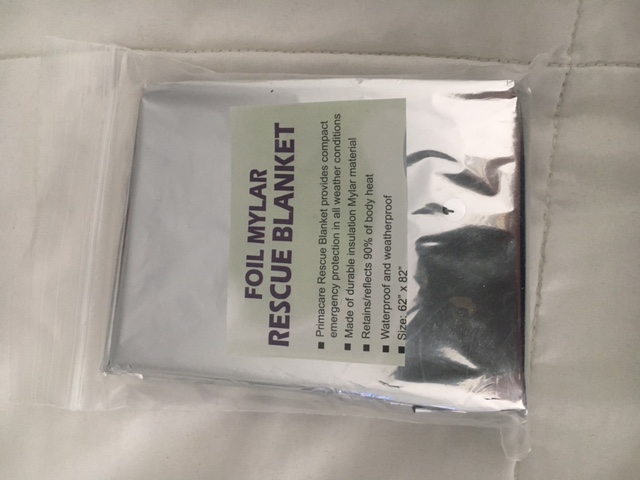 FOIL MYLAR
RESCUE BLANKET
■ Primacare Rescue Blanket provides compact
emergency protection in all weather conditions
■ Made of durable insulation Mylar material
■ Retains/reflects 90% of body heat
■ Waterproof and weatherproof
■ Size: 62" x 82"